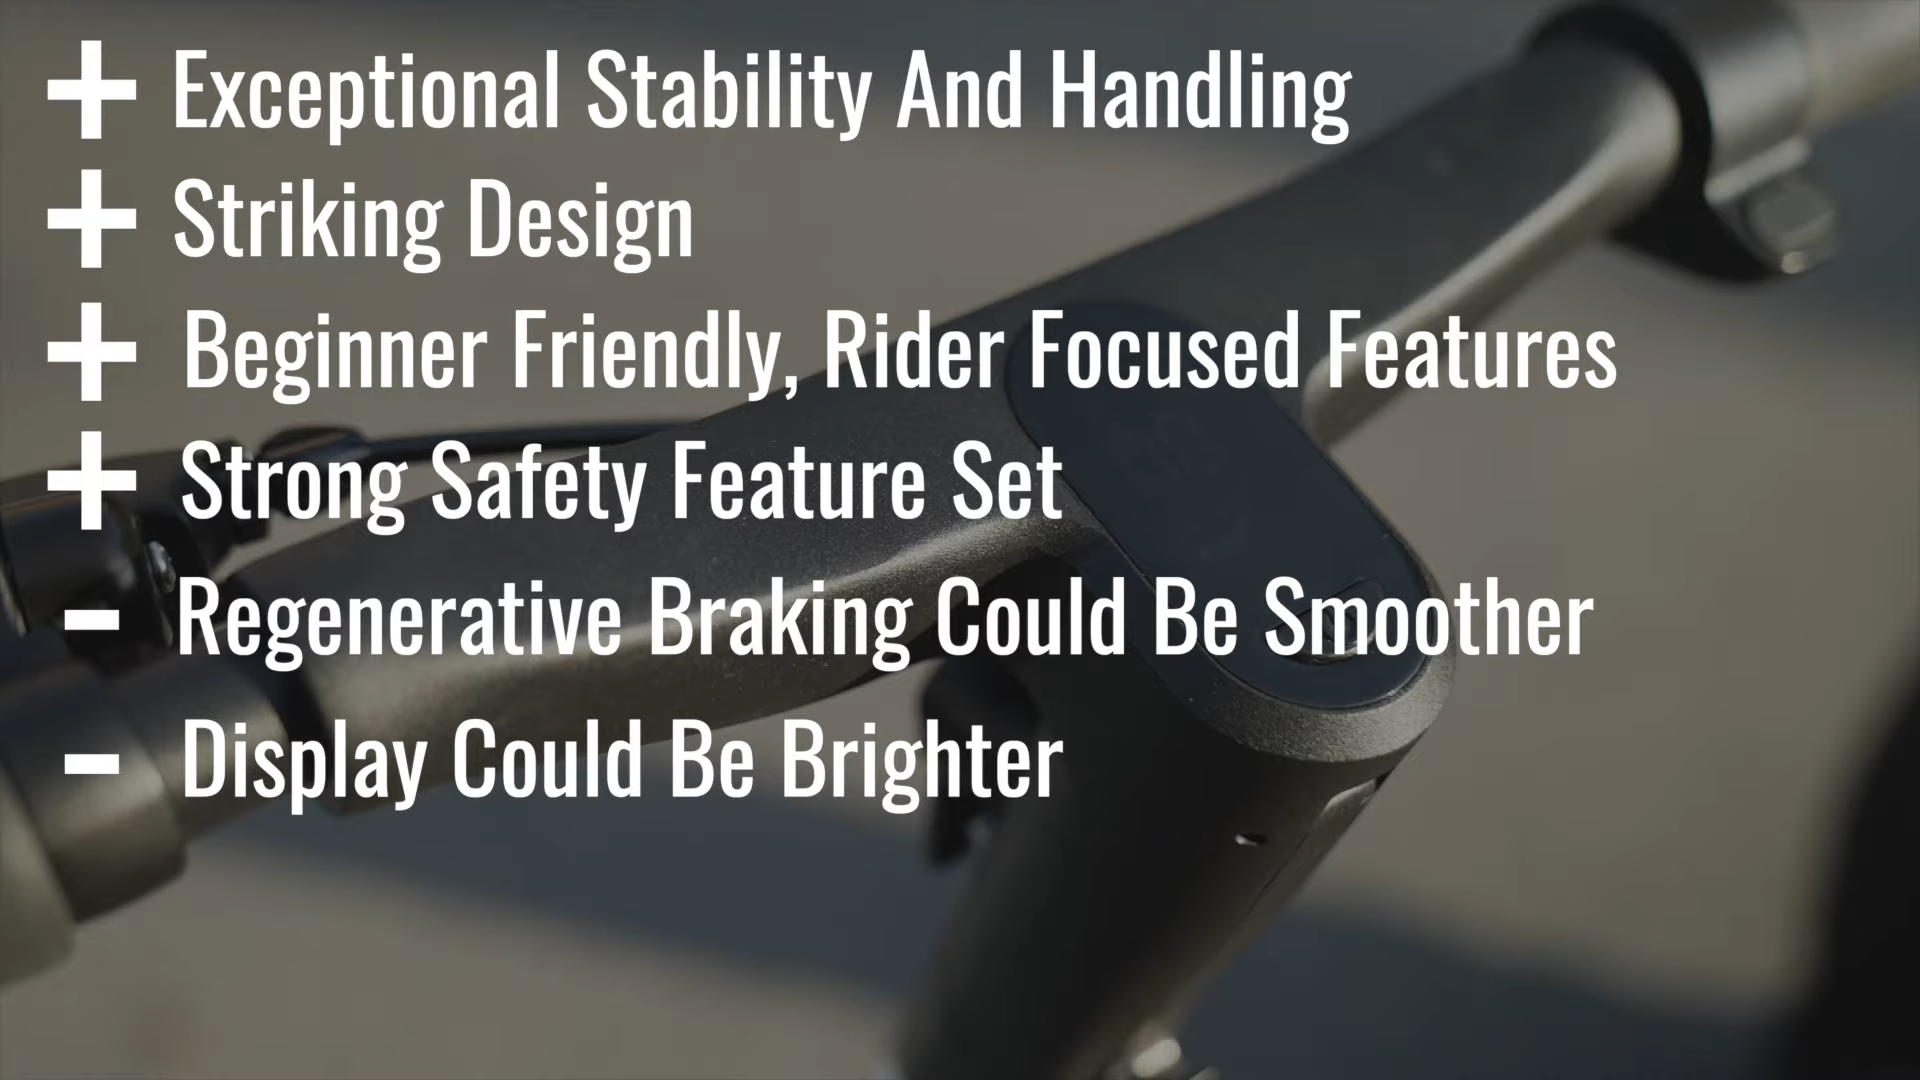 + Exceptional Stability And Handling
+ Striking Design
+ Beginner Friendly, Rider Focused Features
+ Strong Safety Feature Set
- Regenerative Braking Could Be Smoother
- Display Could Be Brighter